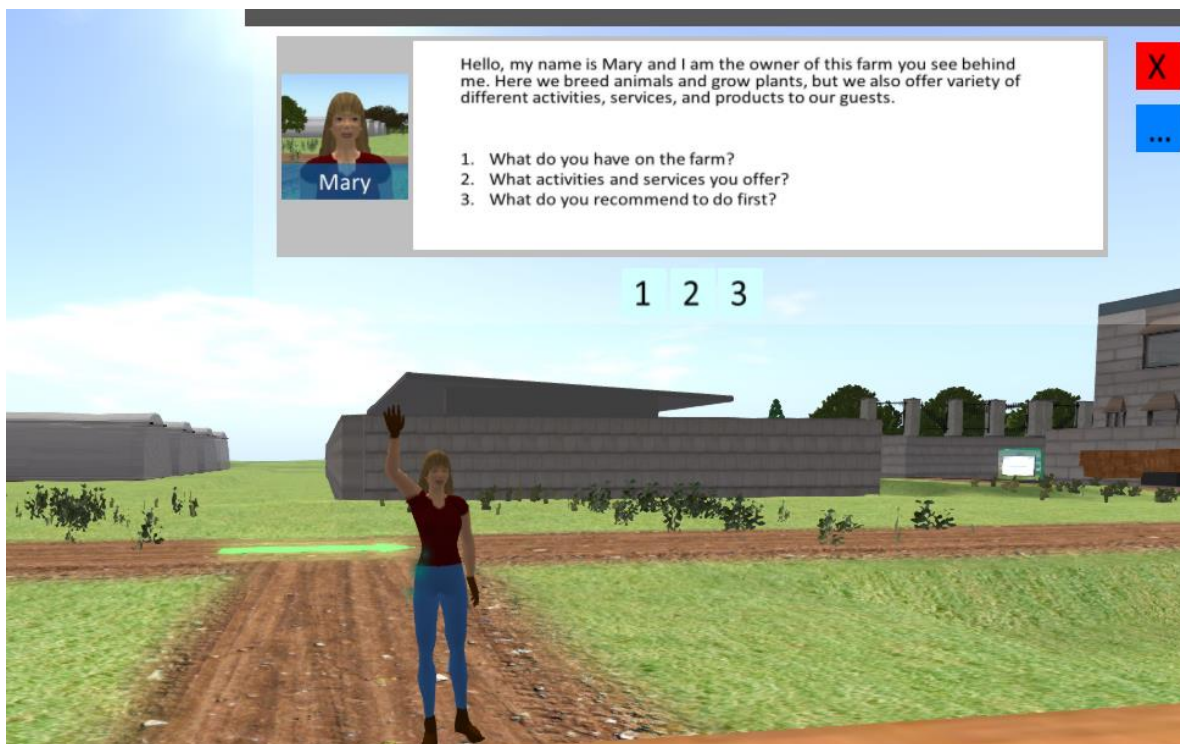 Hello, my name is Mary and I am the owner of this farm you see behind
me. Here we breed animals and grow plants, but we also offer variety of
different activities, services, and products to our guests.
1. What do you have on the farm?
2. What activities and services you offer?
3. What do you recommend to do first?
Mary
X
...
1 2 3